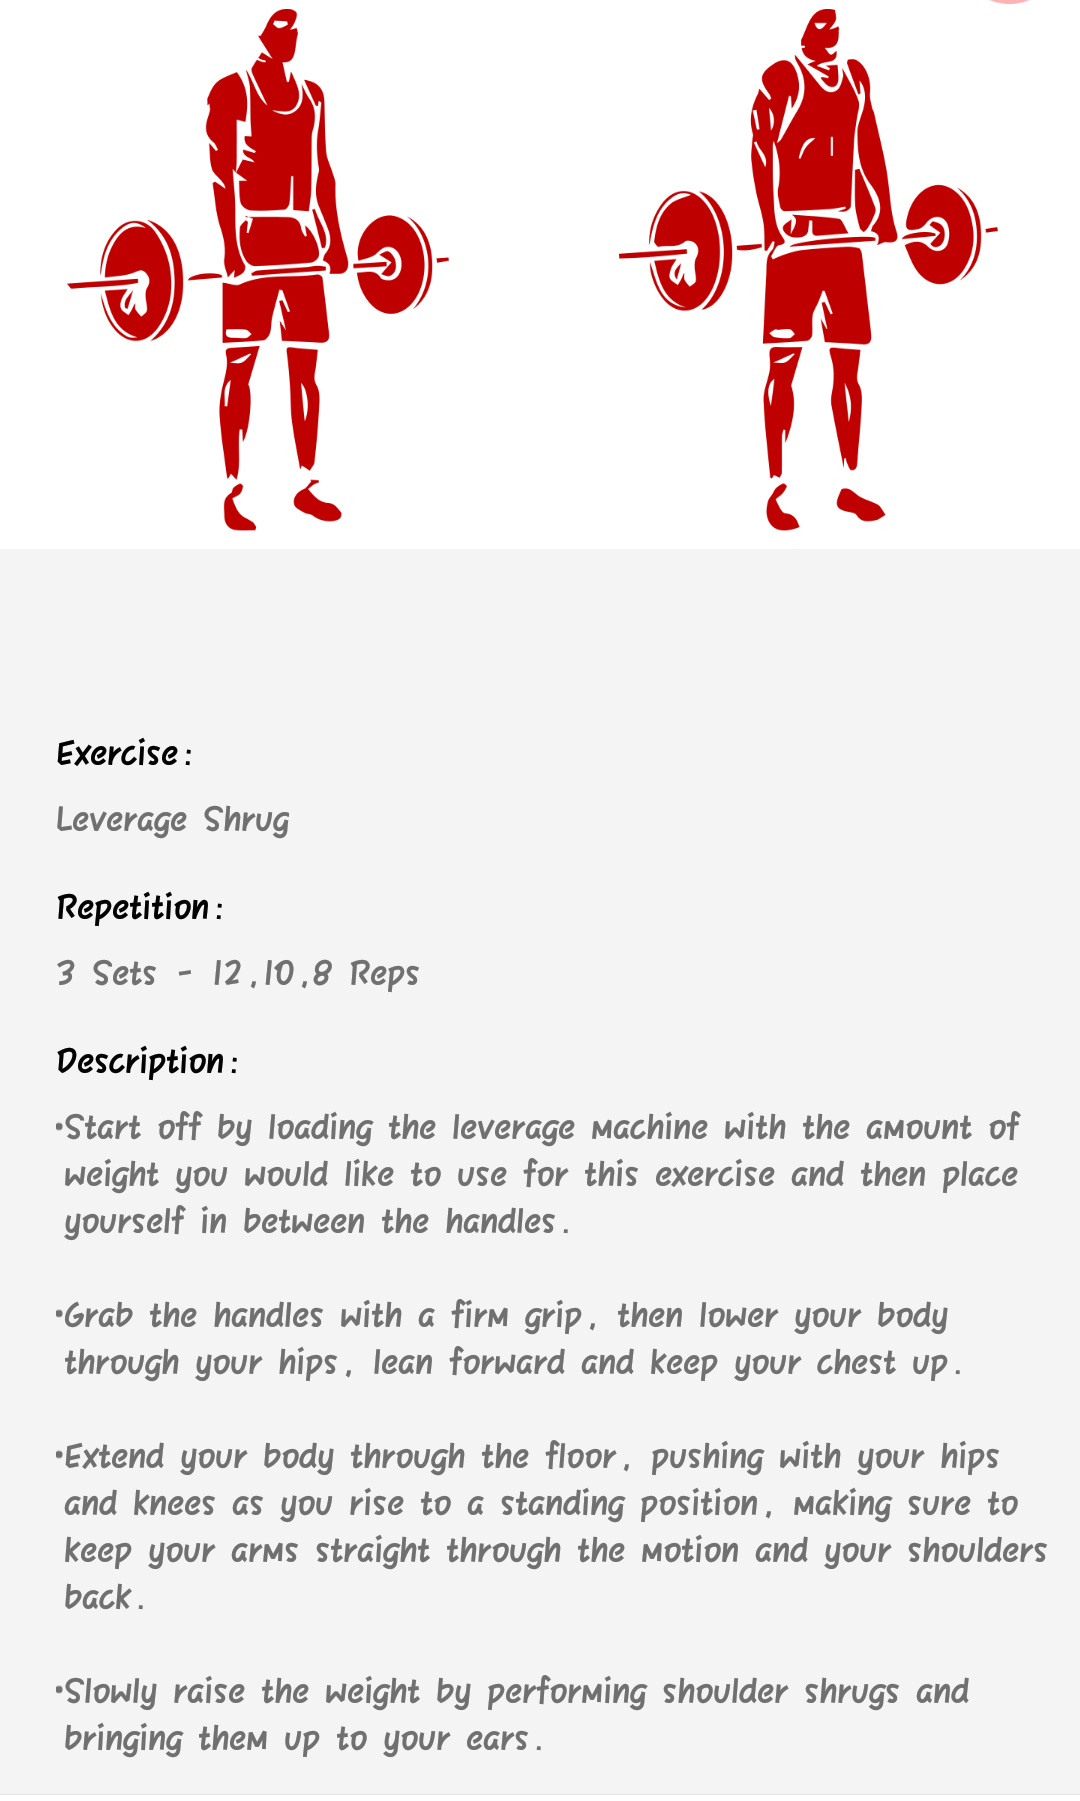 Exercise:
Leverage Shrug
Repetition:
3 Sets - 12,10,8 Reps
Description:
•Start off by loading the leverage machine with the amount of
weight you would like to use for this exercise and then place
yourself in between the handles.
•Grab the handles with a firm grip, then lower your body
through your hips, lean forward and keep your chest up.
•Extend your body through the floor, pushing with your hips
and knees as you rise to a standing position, making sure to
keep your arms straight through the motion and your shoulders
back.
•Slowly raise the weight by performing shoulder shrugs and
bringing them up to your ears.